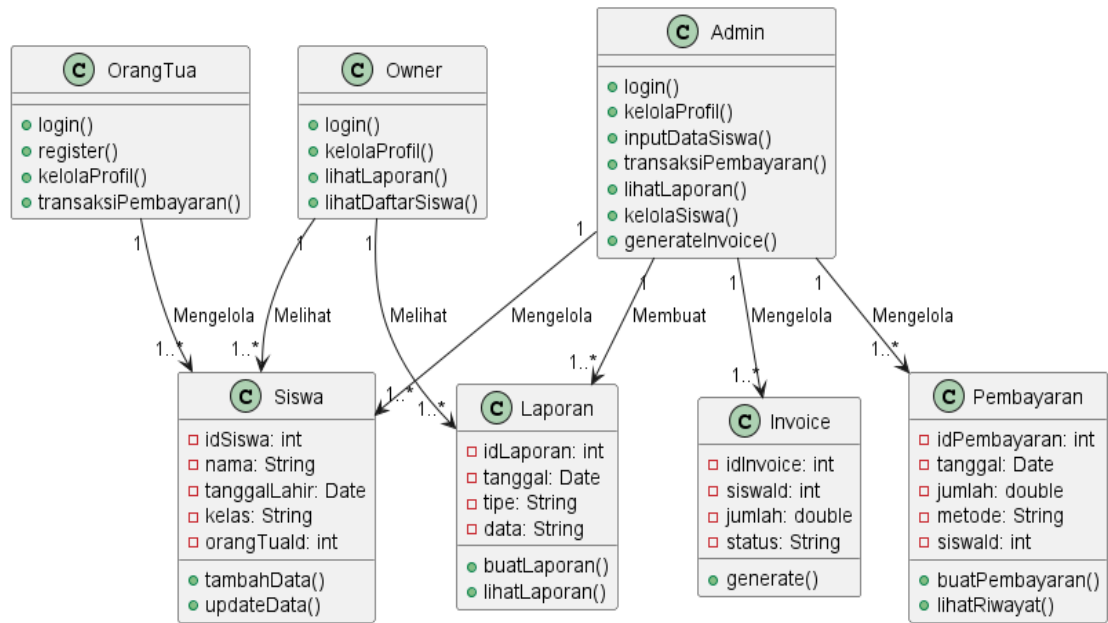 C OrangTua
login()
register()
kelolaProfil()
transaksiPembayaran()
C Owner
login()
kelolaProfil()
lihatLaporan()
lihatDaftarSiswa()
C Admin
login()
kelolaProfil()
inputDataSiswa()
transaksiPembayaran()
lihatLaporan()
kelolaSiswa()
generateInvoice()
1
1
1
1
1
1
1
Mengelola
Melihat
Melihat
Mengelola
Membuat
Mengelola
Mengelola
1..*
1..*
1..*
1..*
1..*
1..*
1..*
C Siswa
idSiswa: int
nama: String
tanggalLahir: Date
kelas: String
orangTuaId: int
tambahData()
updateData()
C Laporan
idLaporan: int
tanggal: Date
tipe: String
data: String
buatLaporan()
lihatLaporan()
C Invoice
idInvoice: int
siswaId: int
jumlah: double
status: String
generate()
C Pembayaran
idPembayaran: int
tanggal: Date
jumlah: double
metode: String
siswaId: int
buatPembayaran()
lihatRiwayat()